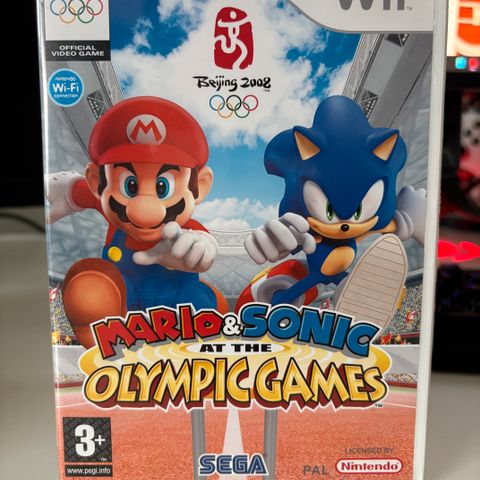 Wii
OFFICIAL
VIDEO GAME
Nintendo
Wi-Fi
CONNECTION
Beijing 2008
M
MARIO & SONIC
AT THE
OLYMPIC GAMES
TM
3+
www.pegi.info
SEGA
LICENSED BY
PAL Nintendo